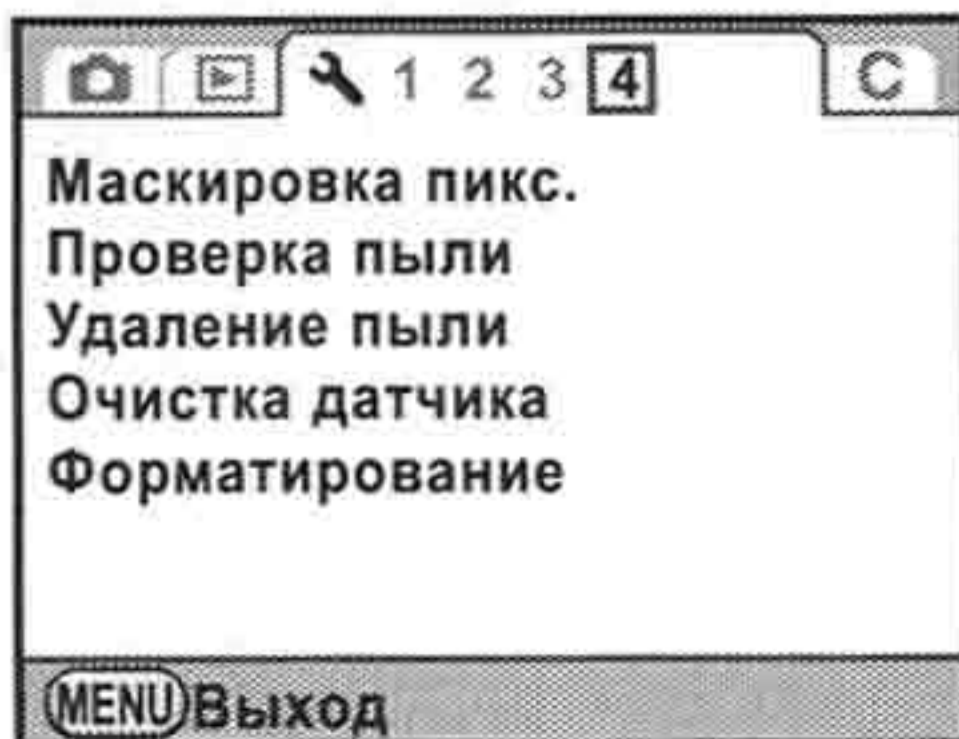 1 2 3 4 C
Маскировка пикс.
Проверка пыли
Удаление пыли
Очистка датчика
Форматирование
MENU Выход